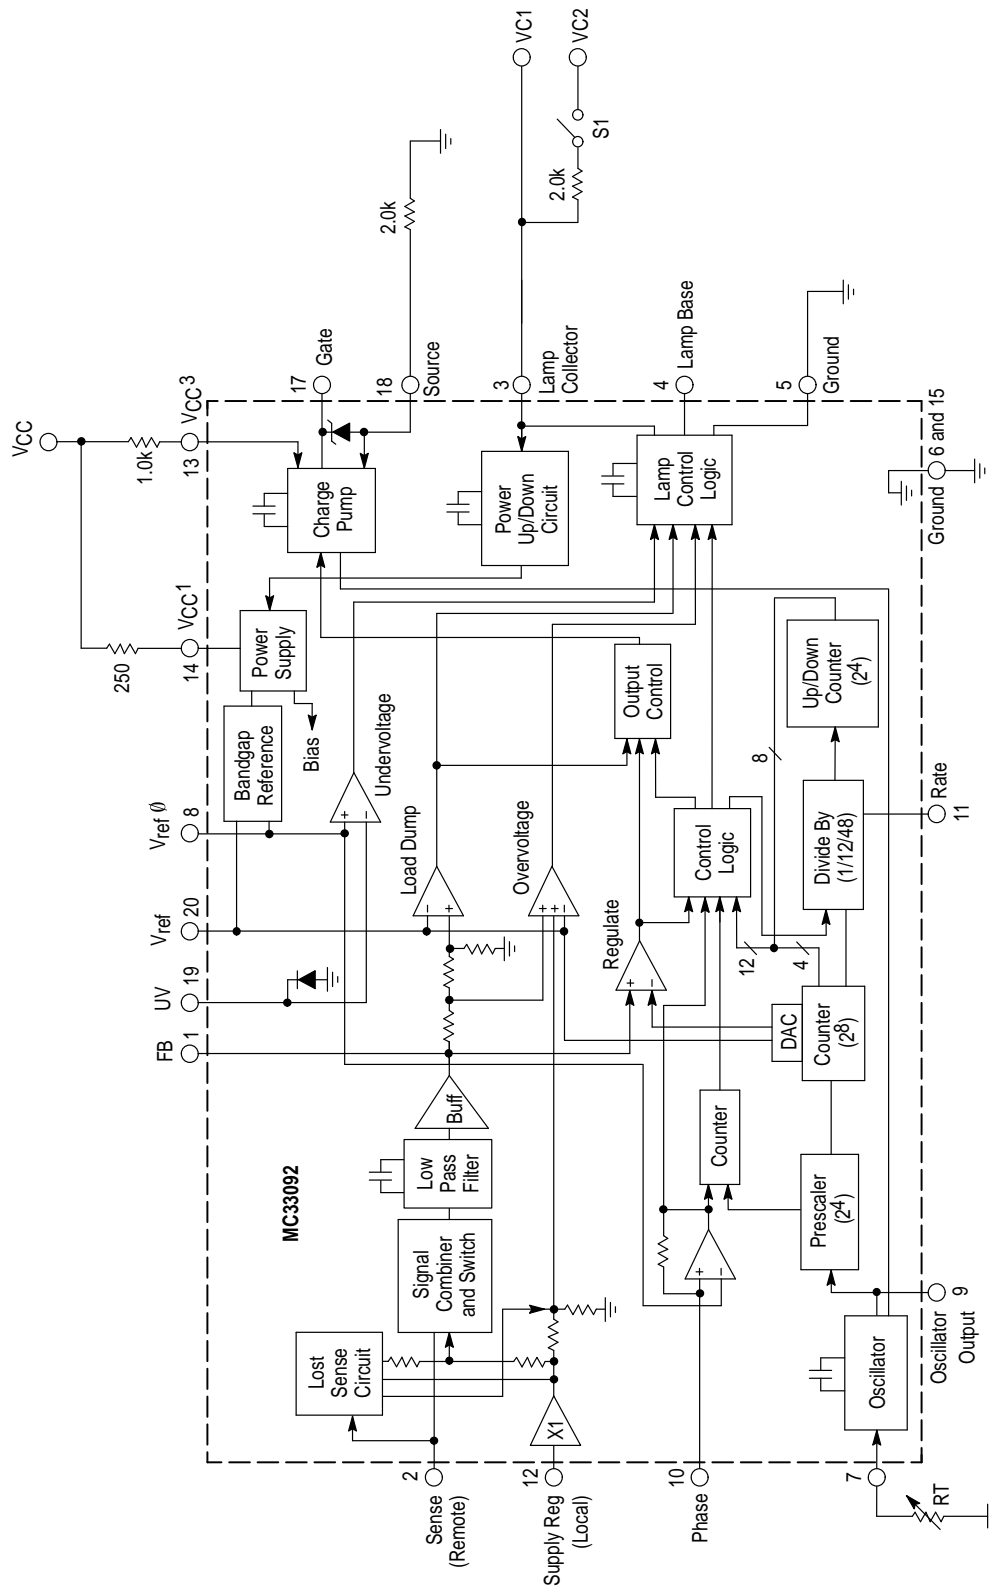 VCC
1.0k
250
13
VCC3
14
VCC1
8
Vref Ø
20
Vref
19
UV
1
FB
17
Gate
18
Source
2.0k
3
Lamp
Collector
VC1
VC2
S1
2.0k
4
Lamp Base
5
Ground
6 and 15
Ground
MC33092
Charge
Pump
Power
Supply
Bandgap
Reference
Bias
Undervoltage
+
–
Power
Up/Down
Circuit
Lamp
Control
Logic
Load Dump
–
+
Overvoltage
+
+
–
Buff
Low
Pass
Filter
Signal
Combiner
and Switch
Lost
Sense
Circuit
X1
Output
Control
Regulate
+
–
Control
Logic
12
4
8
Up/Down
Counter
(24)
Divide By
(1/12/48)
DAC
Counter
(28)
Counter
Prescaler
(24)
+
–
Oscillator
2
Sense
(Remote)
12
Supply Reg
(Local)
10
Phase
7
RT
9
Oscillator
Output
11
Rate